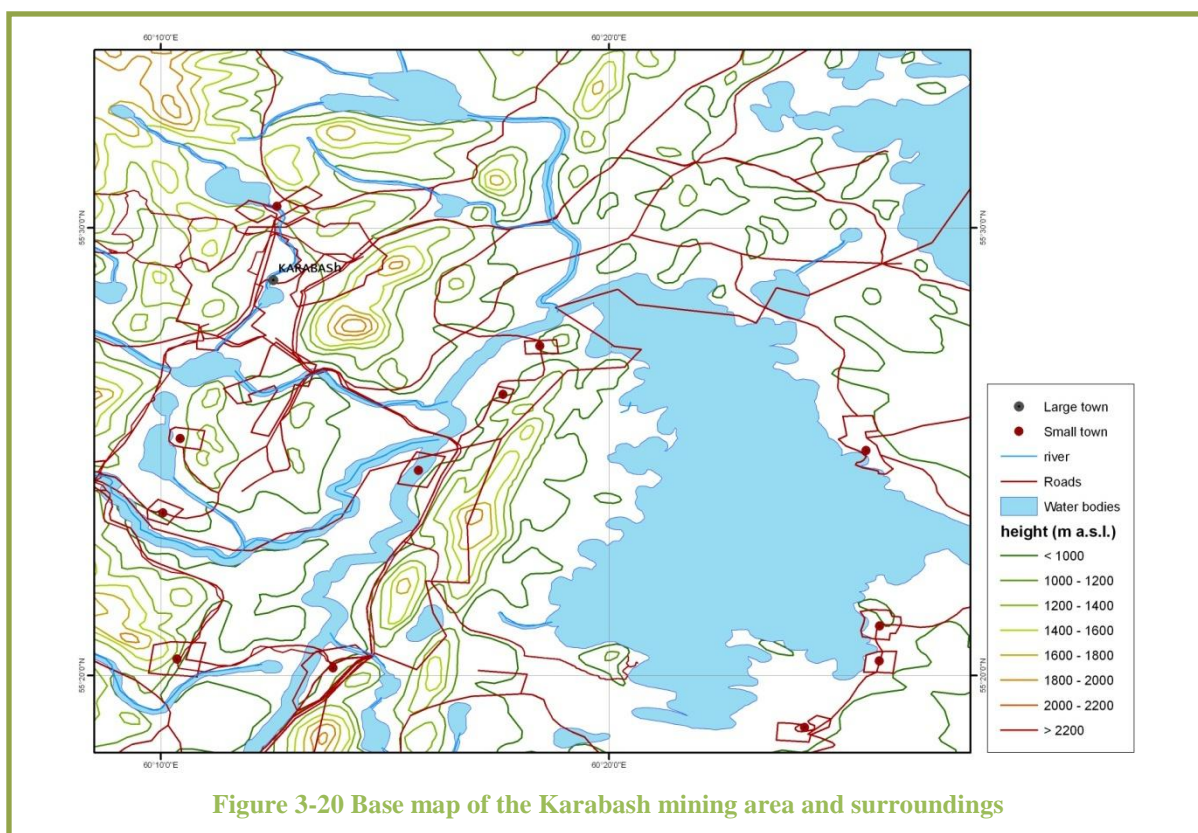 60°10'0"E
60°20'0"E
55°30'0"N
55°30'0"N
KARABASh
Large town
Small town
river
Roads
Water bodies
height (m a.s.l.)
< 1000
1000 - 1200
1200 - 1400
1400 - 1600
1600 - 1800
1800 - 2000
2000 - 2200
> 2200
55°20'0"N
55°20'0"N
60°10'0"E
60°20'0"E
Figure 3-20 Base map of the Karabash mining area and surroundings